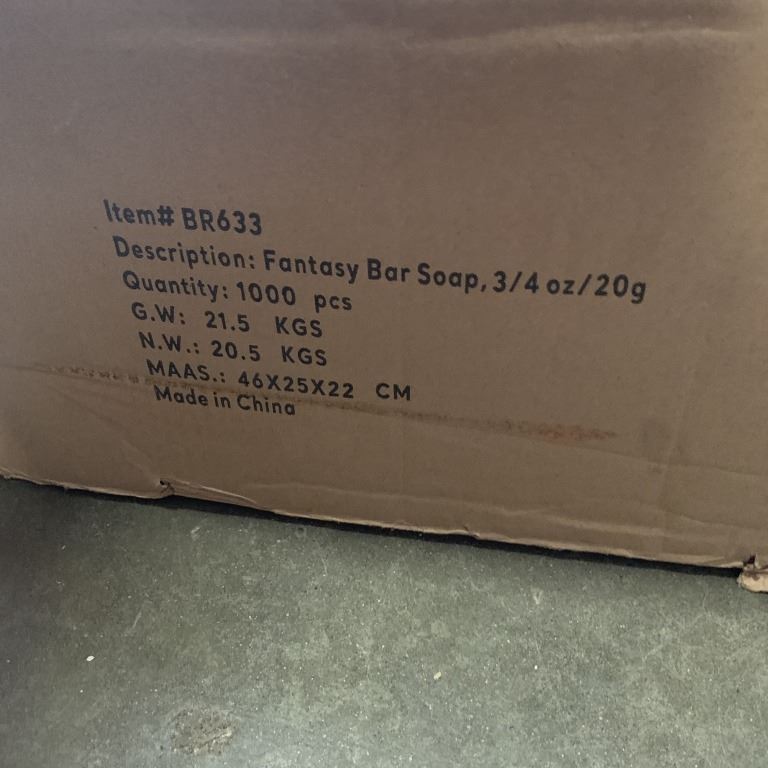 Item# BR633
Description: Fantasy Bar Soap, 3/4 oz/20g
Quantity: 1000 pcs
G.W: 21.5 KGS
N.W.: 20.5 KGS
MAAS.: 46X25X22 CM
Made in China